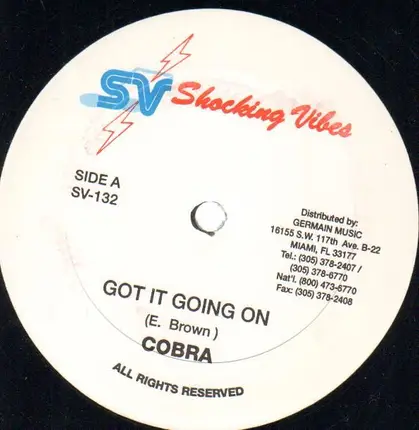 SV Shocking Vibes
SIDE A
SV-132
Distributed by:
GERMAIN MUSIC
16155 S.W. 117th Ave. B-22
MIAMI, FL 33177
Tel.: (305) 378-2407 /
(305) 378-6770
Nat'l. (800) 473-6770
Fax: (305) 378-2408
GOT IT GOING ON
(E. Brown)
COBRA
ALL RIGHTS RESERVED